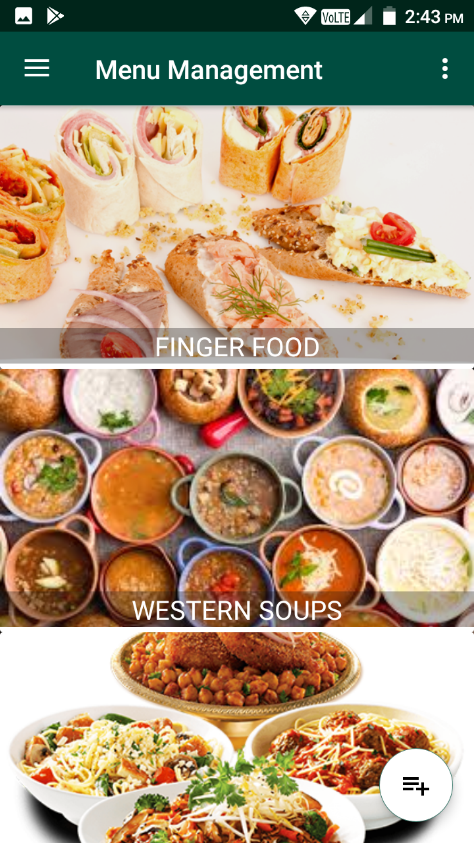 VoLTE 2:43 PM
Menu Management
FINGER FOOD
WESTERN SOUPS